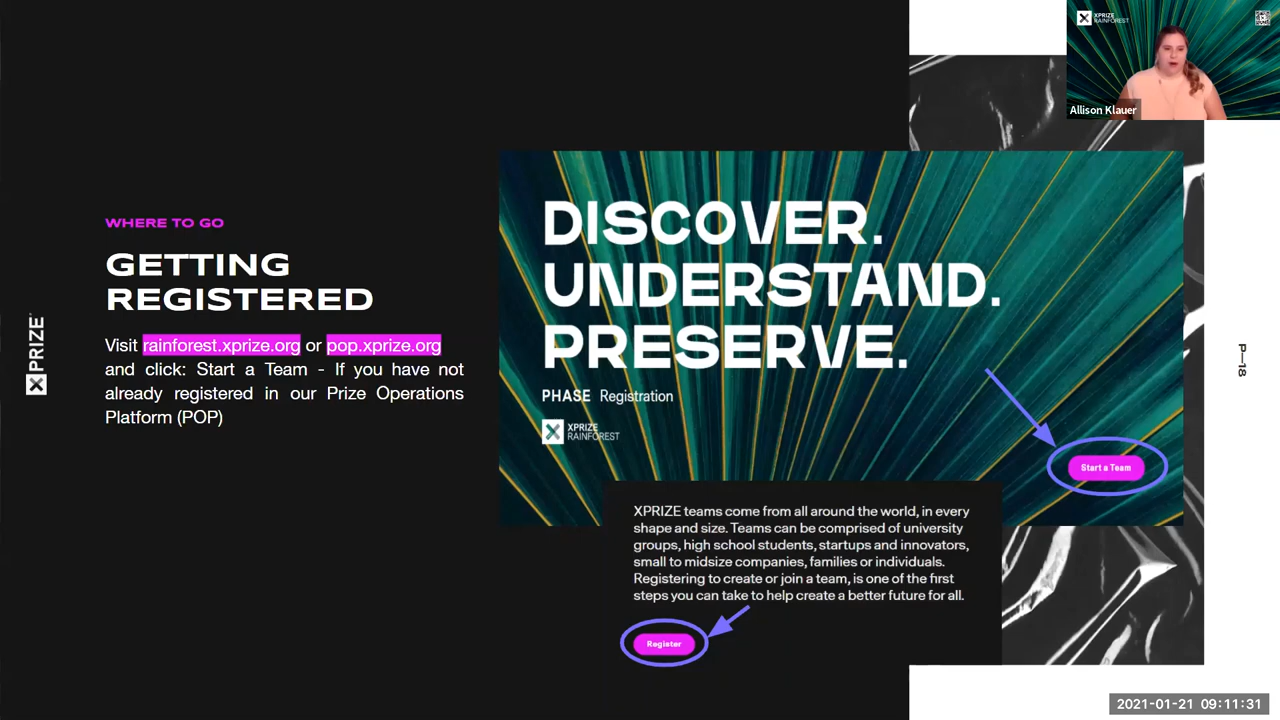 XPRIZE
RAINFOREST
Allison Klauer
WHERE TO GO
GETTING
REGISTERED
Visit rainforest.xprize.org or pop.xprize.org
and click: Start a Team - If you have not
already registered in our Prize Operations
Platform (POP)
XPRIZE
DISCOVER.
UNDERSTAND.
PRESERVE.
PHASE Registration
XPRIZE
RAINFOREST
Start a Team
XPRIZE teams come from all around the world, in every
shape and size. Teams can be comprised of university
groups, high school students, startups and innovators,
small to midsize companies, families or individuals.
Registering to create or join a team, is one of the first
steps you can take to help create a better future for all.
Register
P—18
2021-01-21 09:11:31